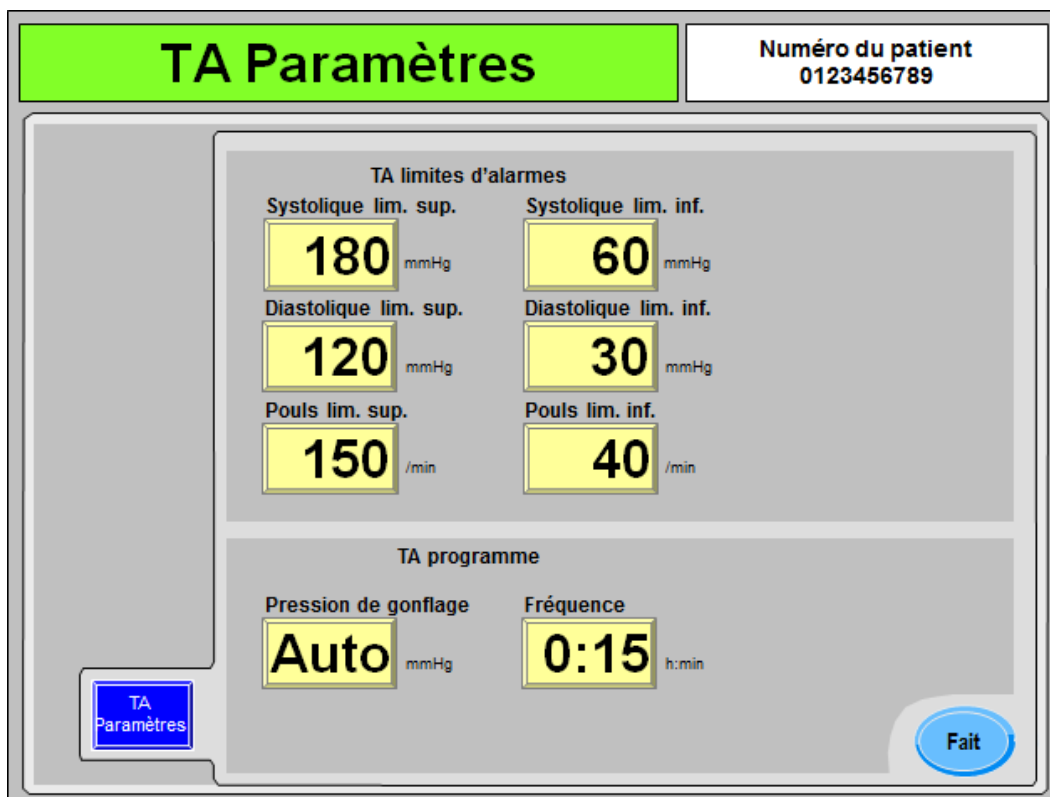 TA Paramètres
Numéro du patient
0123456789
TA limites d'alarmes
Systolique lim. sup. Systolique lim. inf.
180 mmHg 60 mmHg
Diastolique lim. sup. Diastolique lim. inf.
120 mmHg 30 mmHg
Pouls lim. sup. Pouls lim. inf.
150 /min 40 /min
TA programme
Pression de gonflage Fréquence
Auto mmHg 0:15 h:min
TA
Paramètres
Fait